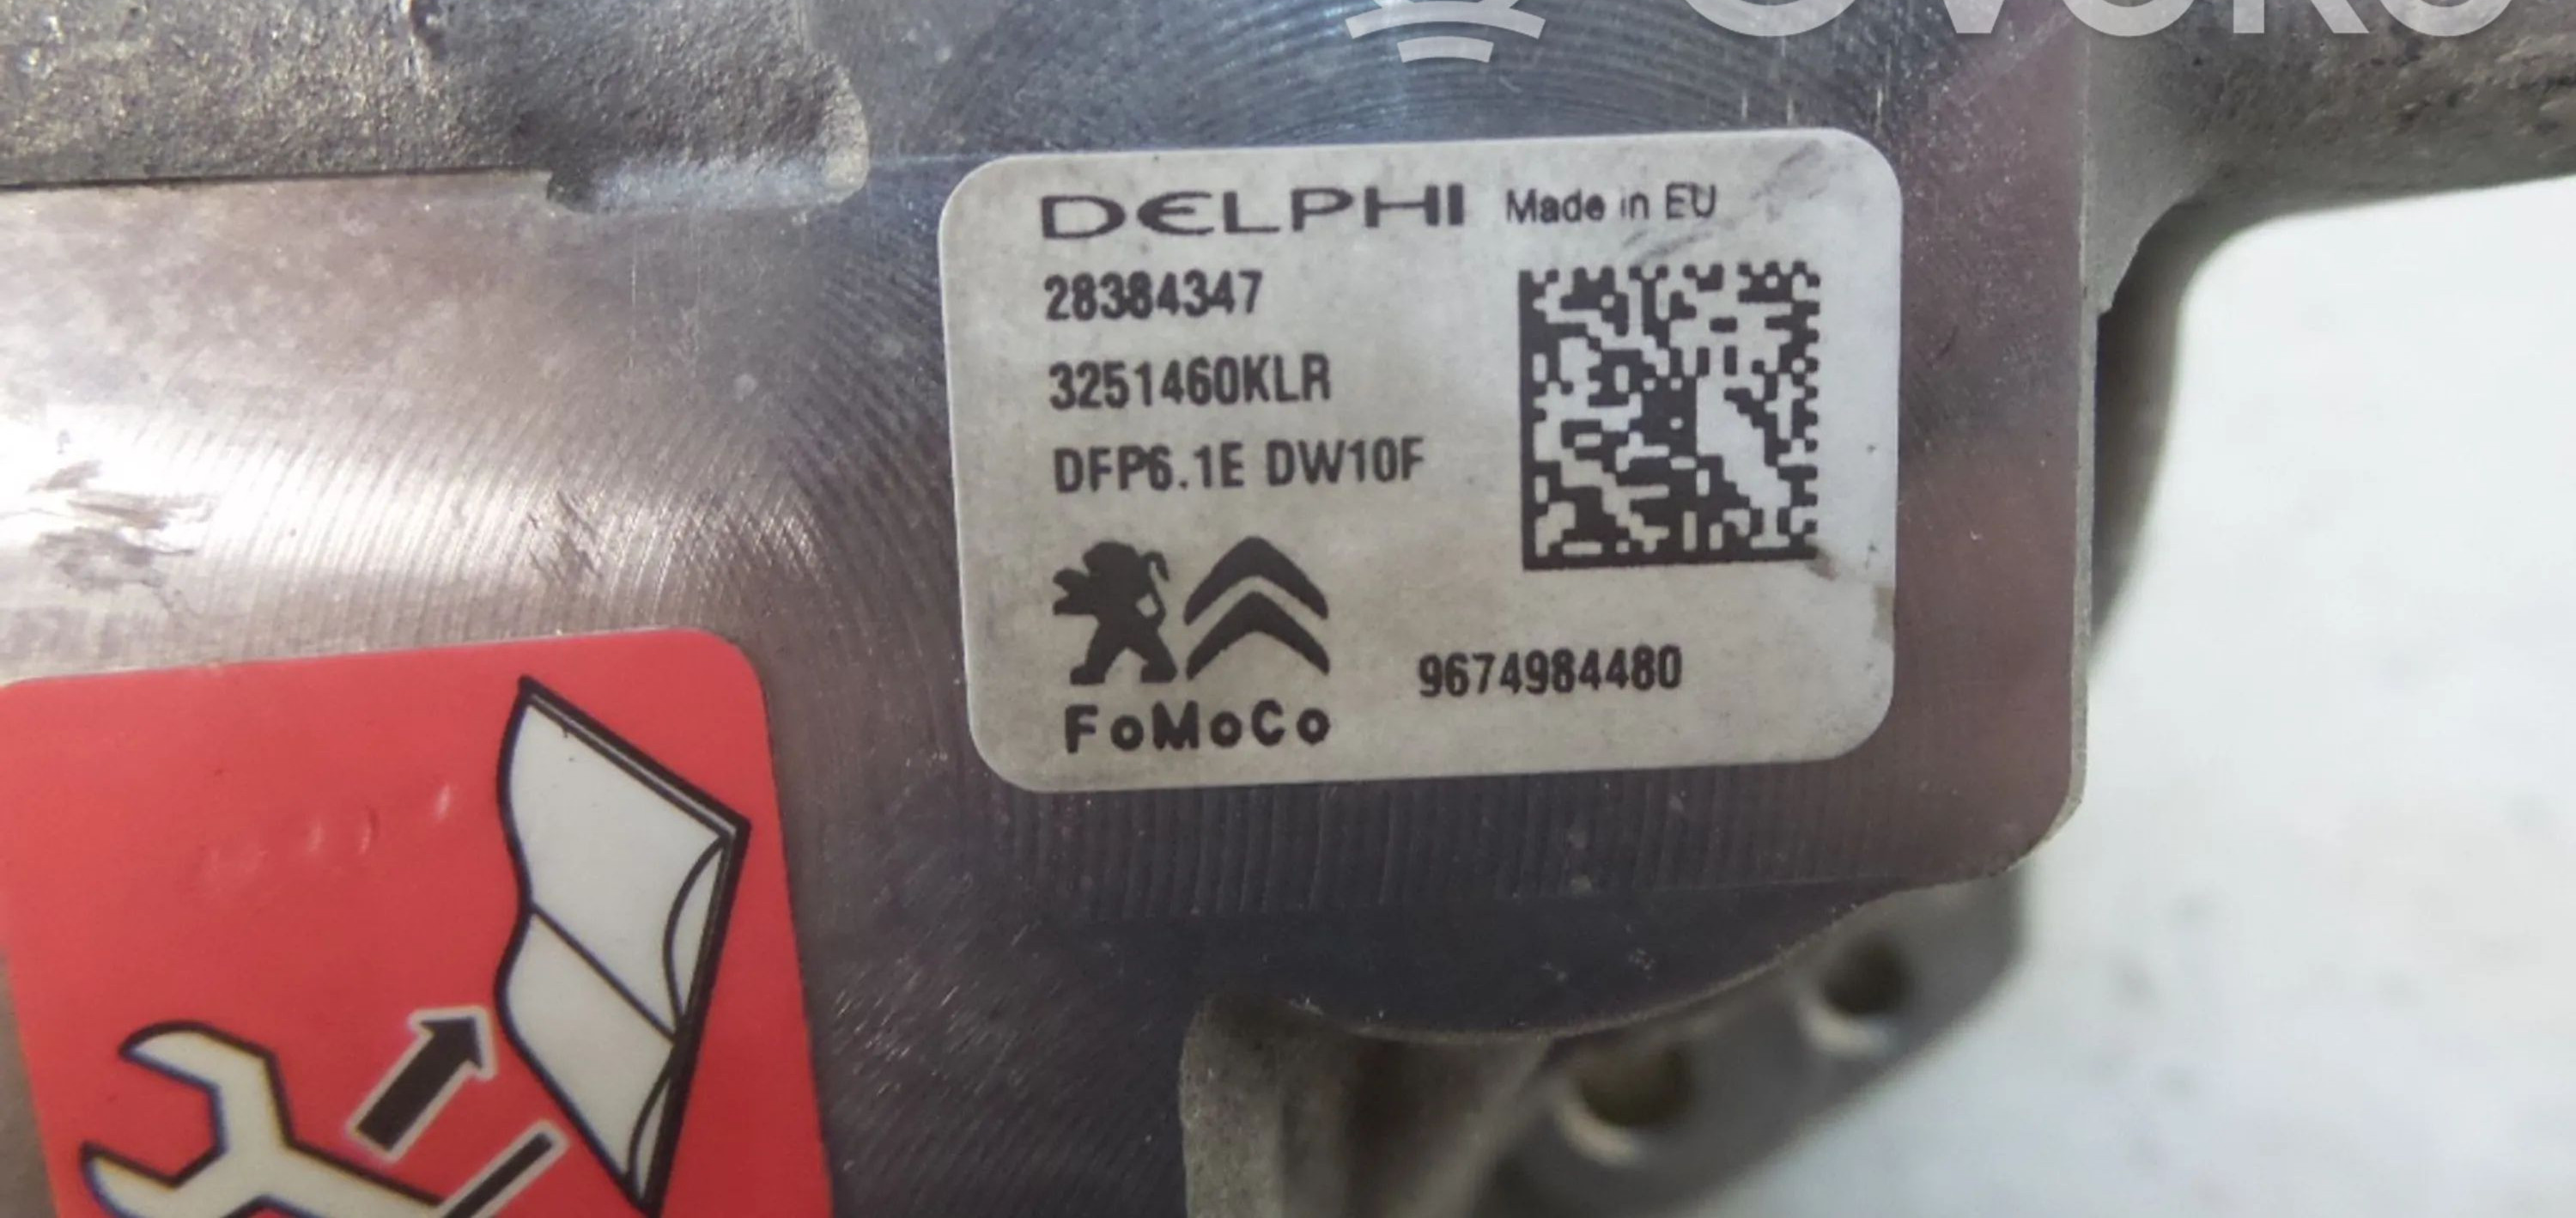 DELPHI Made in EU
28384347
3251460KLR
DFP6.1E DW10F
9674984480
FoMoCo